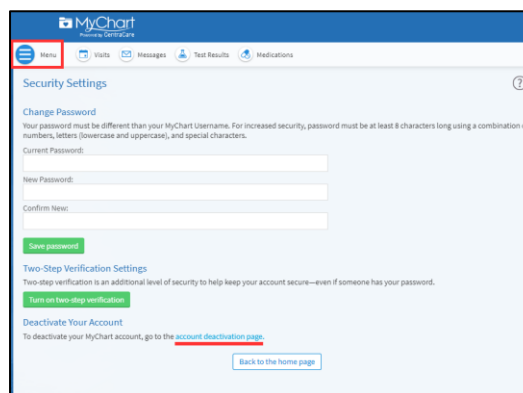 MyChart
Powered by CentraCare
Menu Visits Messages Test Results Medications
Security Settings
Change Password
Your password must be different than your MyChart Username. For increased security, password must be at least 8 characters long using a combination
numbers, letters (lowercase and uppercase), and special characters.
Current Password:
New Password:
Confirm New:
Save password
Two-Step Verification Settings
Two-step verification is an additional level of security to help keep your account secure—even if someone has your password.
Turn on two-step verification
Deactivate Your Account
To deactivate your MyChart account, go to the account deactivation page.
Back to the home page